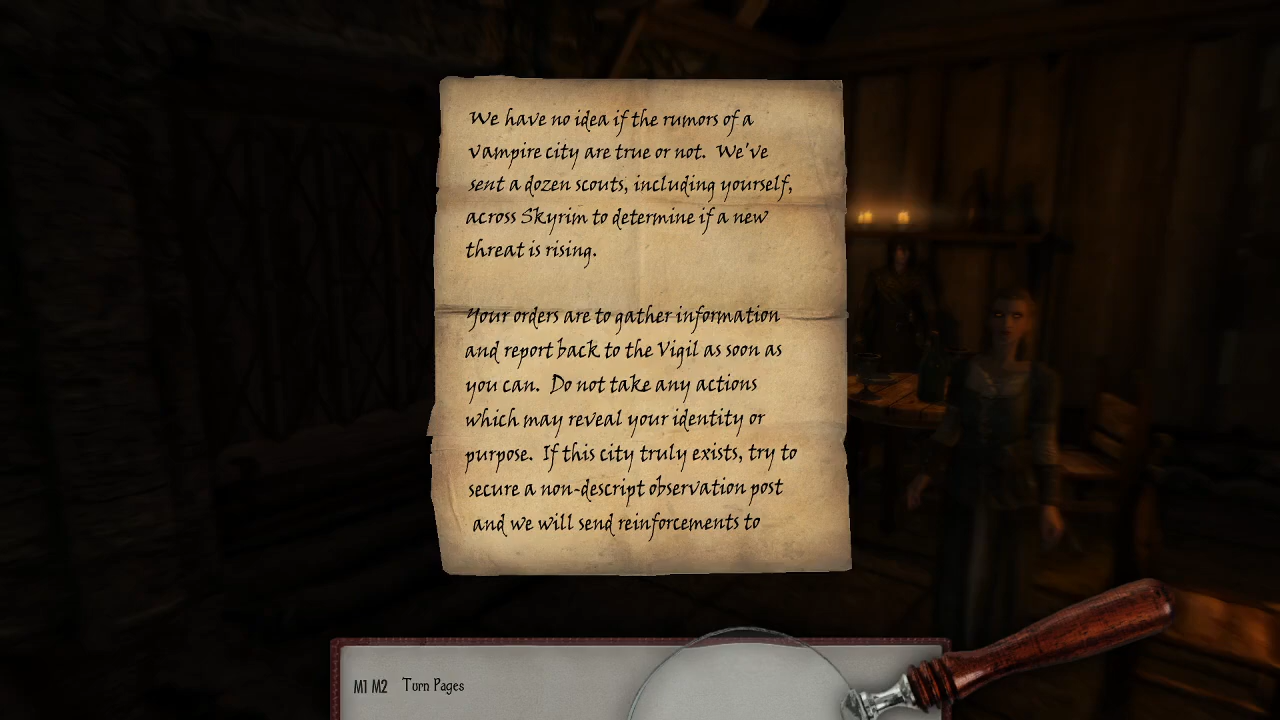 We have no idea if the rumors of a
vampire city are true or not.  We've
sent a dozen scouts, including yourself,
across Skyrim to determine if a new
threat is rising.
Your orders are to gather information
and report back to the Vigil as soon as
you can.  Do not take any actions
which may reveal your identity or
purpose.  If this city truly exists, try to
secure a non-descript observation post
and we will send reinforcements to
M1 M2 Turn Pages